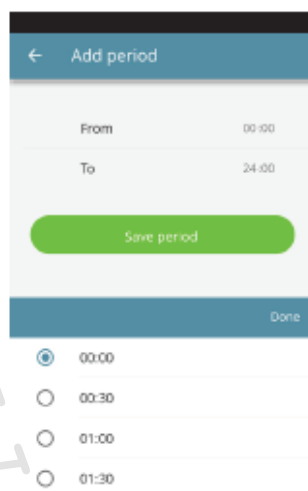 ← Add period
From 00:00
To 24:00
Save period
Done
00:00
00:30
01:00
01:30